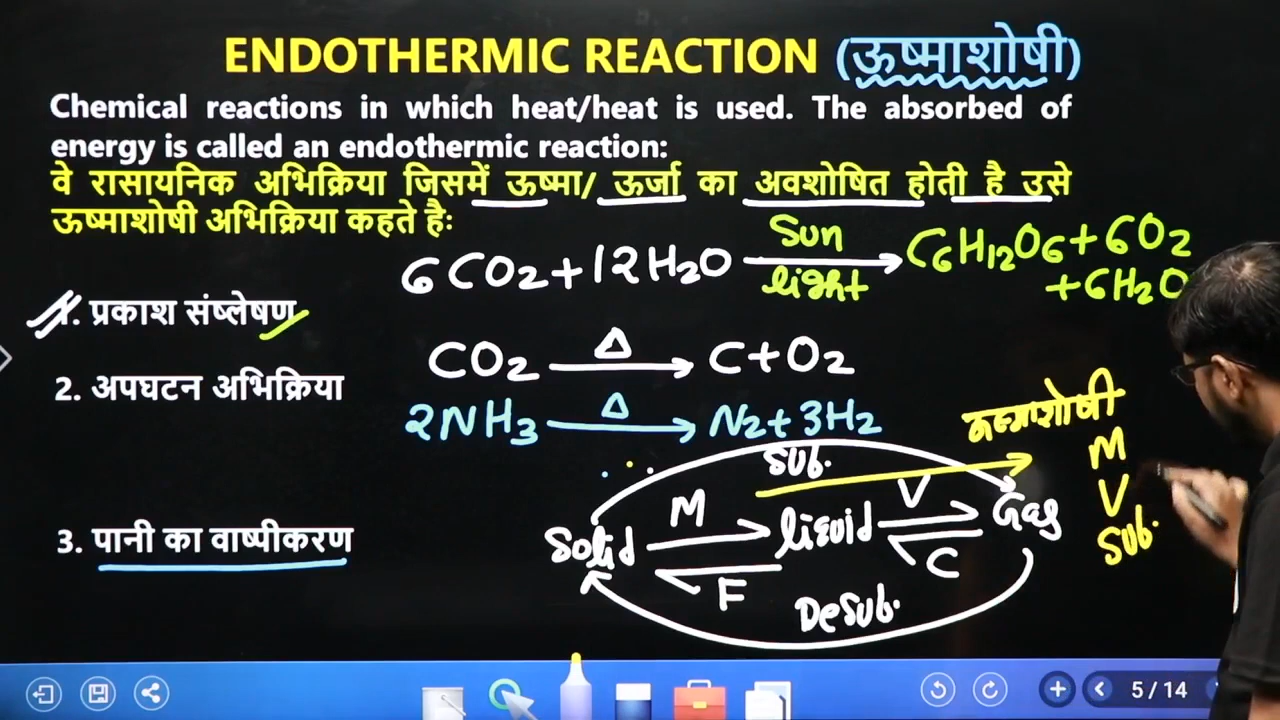 ENDOTHERMIC REACTION (ऊष्माशोषी)
Chemical reactions in which heat/heat is used. The absorbed of
energy is called an endothermic reaction:
वे रासायनिक अभिक्रिया जिसमें ऊष्मा/ ऊर्जा का अवशोषित होती है उसे
ऊष्माशोषी अभिक्रिया कहते हैः
6CO2+12H2O Sun light C6H12O6+6O2
+6H2O
1. प्रकाश संष्लेषण
CO2 Δ C+O2
2. अपघटन अभिक्रिया
2NH3 Δ N2+3H2
Sub.
M V
Solid liquid Gas
F C
DeSub.
M
V
Sub.
3. पानी का वाष्पीकरण
5 / 14